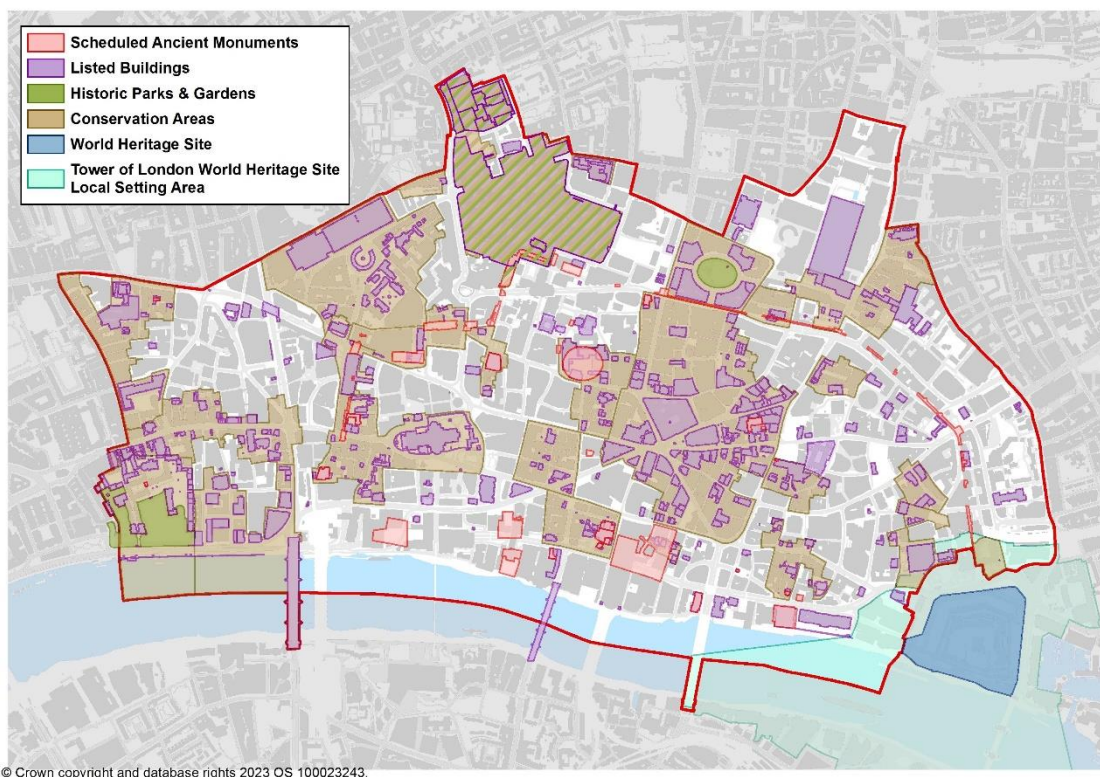 Scheduled Ancient Monuments
Listed Buildings
Historic Parks & Gardens
Conservation Areas
World Heritage Site
Tower of London World Heritage Site
Local Setting Area
© Crown copyright and database rights 2023 OS 100023243.